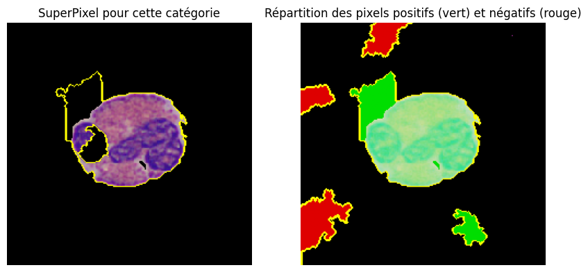 SuperPixel pour cette catégorie
Répartition des pixels positifs (vert) et négatifs (rouge)